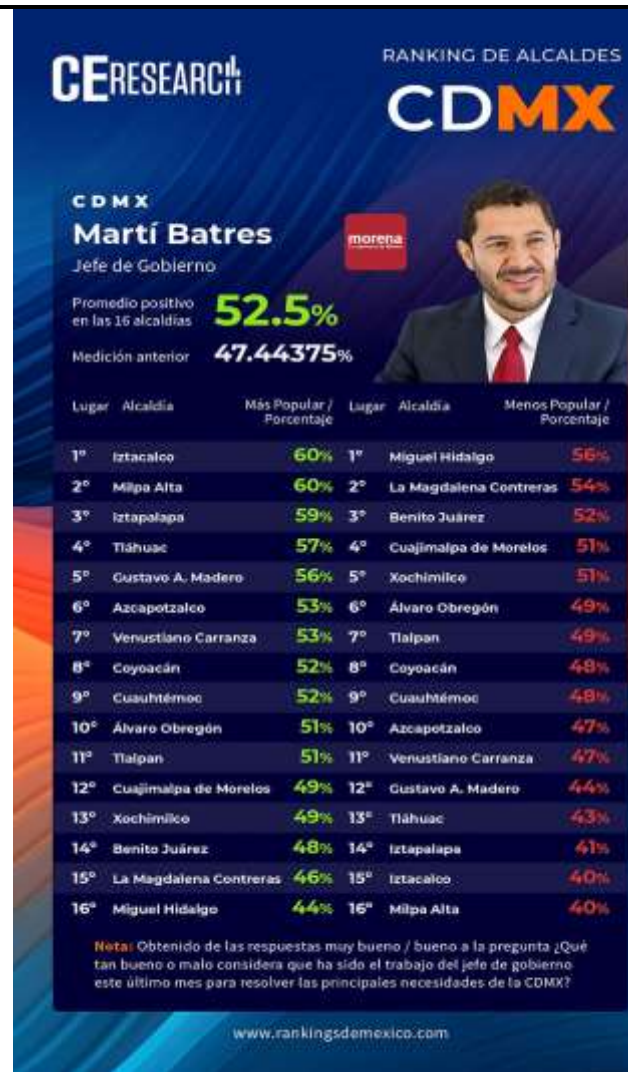 CERESEARCH
RANKING DE ALCALDES
CDMX
CDMX
Martí Batres
morena
Jefe de Gobierno
Promedio positivo
en las 16 alcaldías 52.5%
Medición anterior 47.44375%
Lugar Alcaldía Más Popular / Porcentaje Lugar Alcaldía Menos Popular / Porcentaje
1° Iztacalco 60% 1° Miguel Hidalgo 56%
2° Milpa Alta 60% 2° La Magdalena Contreras 54%
3° Iztapalapa 59% 3° Benito Juárez 52%
4° Tláhuac 57% 4° Cuajimalpa de Morelos 51%
5° Gustavo A. Madero 56% 5° Xochimilco 51%
6° Azcapotzalco 53% 6° Álvaro Obregón 49%
7° Venustiano Carranza 53% 7° Tlalpan 49%
8° Coyoacán 52% 8° Coyoacán 48%
9° Cuauhtémoc 52% 9° Cuauhtémoc 48%
10° Álvaro Obregón 51% 10° Azcapotzalco 47%
11° Tlalpan 51% 11° Venustiano Carranza 47%
12° Cuajimalpa de Morelos 49% 12° Gustavo A. Madero 44%
13° Xochimilco 49% 13° Tláhuac 43%
14° Benito Juárez 48% 14° Iztapalapa 41%
15° La Magdalena Contreras 46% 15° Iztacalco 40%
16° Miguel Hidalgo 44% 16° Milpa Alta 40%
Nota: Obtenido de las respuestas muy bueno / bueno a la pregunta ¿Qué
tan bueno o malo considera que ha sido el trabajo del jefe de gobierno
este último mes para resolver las principales necesidades de la CDMX?
www.rankingsdemexico.com